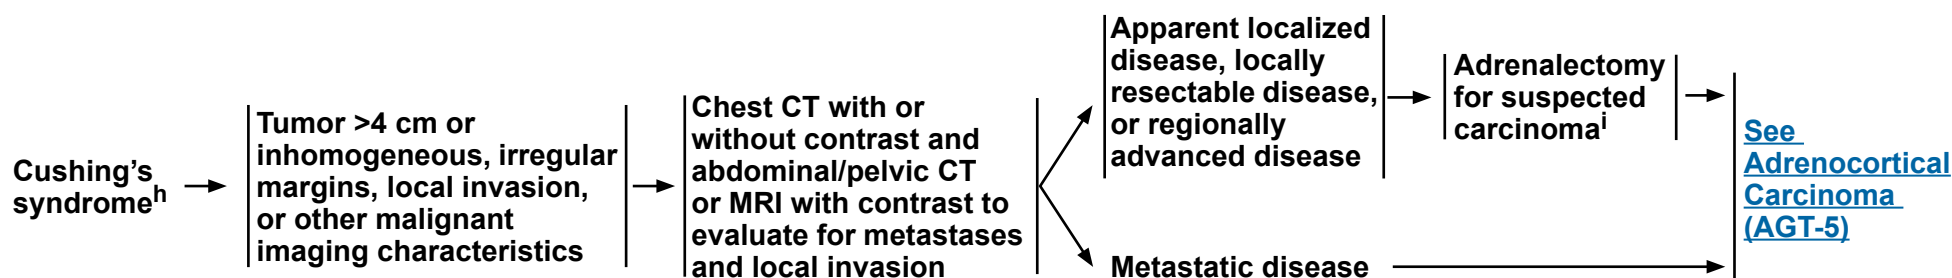 Cushing's
syndromeh
Tumor >4 cm or
inhomogeneous, irregular
margins, local invasion,
or other malignant
imaging characteristics
Chest CT with or
without contrast and
abdominal/pelvic CT
or MRI with contrast to
evaluate for metastases
and local invasion
Apparent localized
disease, locally
resectable disease,
or regionally
advanced disease
Adrenalectomy
for suspected
carcinomai
Metastatic disease
See
Adrenocortical
Carcinoma
(AGT-5)